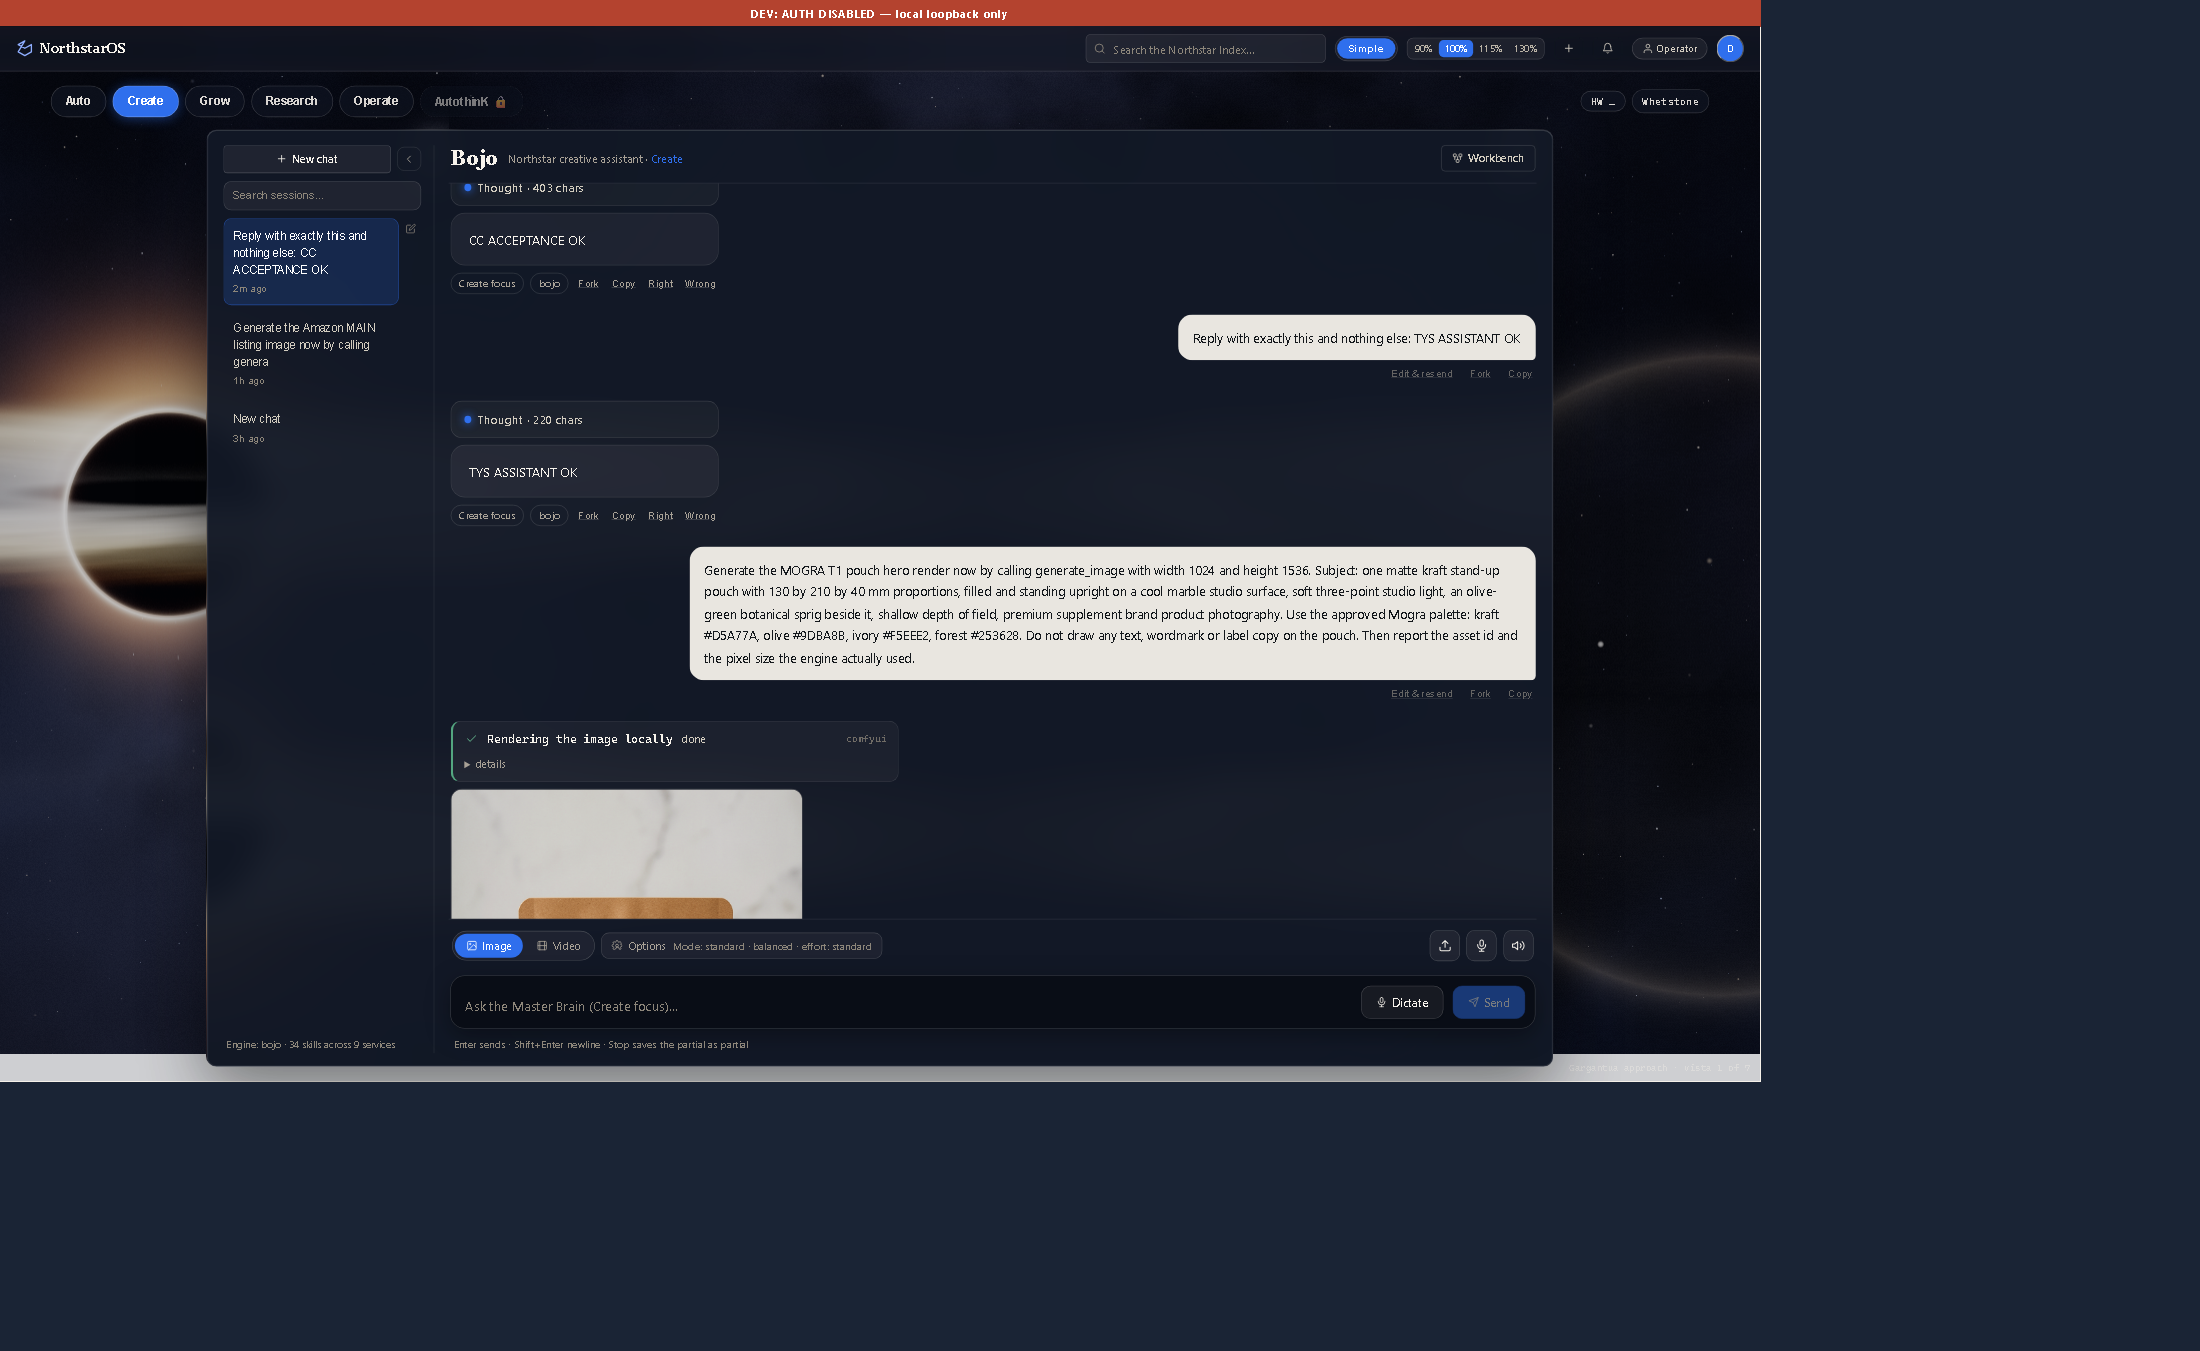 DEV: AUTH DISABLED — local loopback only
NorthstarOS
Search the Northstar Index...
Simple
90% 100% 115% 130%
Operator
D
Auto
Create
Grow
Research
Operate
AutothinK
HW _
Whetstone
+ New chat
Search sessions...
Reply with exactly this and
nothing else: CC
ACCEPTANCE OK
2m ago
Generate the Amazon MAIN
listing image now by calling
genera
1h ago
New chat
3h ago
Engine: bojo · 34 skills across 9 services
Bojo Northstar creative assistant · Create
Workbench
Thought · 403 chars
CC ACCEPTANCE OK
Create focus bojo Fork Copy Right Wrong
Reply with exactly this and nothing else: TYS ASSISTANT OK
Edit & resend Fork Copy
Thought · 220 chars
TYS ASSISTANT OK
Create focus bojo Fork Copy Right Wrong
Generate the MOGRA T1 pouch hero render now by calling generate_image with width 1024 and height 1536. Subject: one matte kraft stand-up
pouch with 130 by 210 by 40 mm proportions, filled and standing upright on a cool marble studio surface, soft three-point studio light, an olive-
green botanical sprig beside it, shallow depth of field, premium supplement brand product photography. Use the approved Mogra palette: kraft
#D5A77A, olive #9DBA8B, ivory #F5EEE2, forest #253628. Do not draw any text, wordmark or label copy on the pouch. Then report the asset id and
the pixel size the engine actually used.
Edit & resend Fork Copy
Rendering the image locally done
comfyui
details
Image
Video
Options Mode: standard · balanced · effort: standard
Ask the Master Brain (Create focus)...
Dictate
Send
Enter sends · Shift+Enter newline · Stop saves the partial as partial